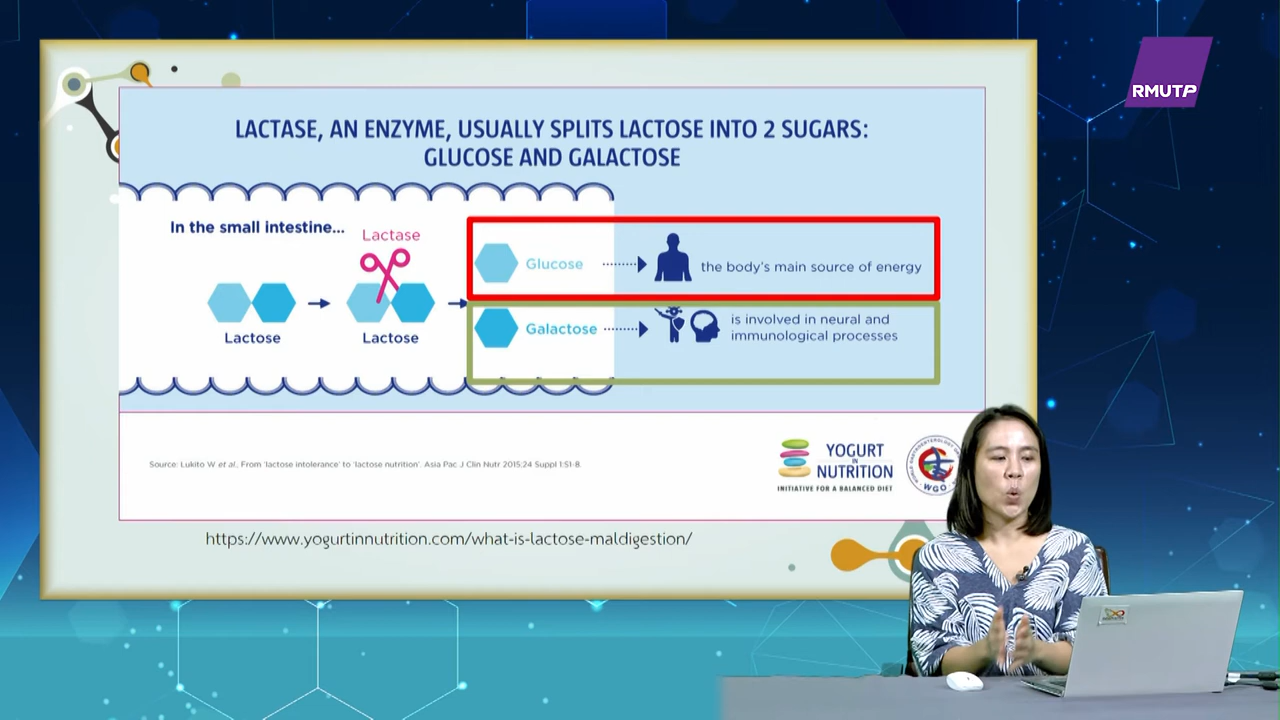 RMUTP
LACTASE, AN ENZYME, USUALLY SPLITS LACTOSE INTO 2 SUGARS:
GLUCOSE AND GALACTOSE
In the small intestine...
Lactase
Lactose
Lactose
Glucose
the body's main source of energy
Galactose
is involved in neural and
immunological processes
Source: Lukito W et al., From 'lactose intolerance' to 'lactose nutrition'. Asia Pac J Clin Nutr 2015;24 Suppl 1:S1-8.
YOGURT
IN
NUTRITION
INITIATIVE FOR A BALANCED DIET
WGO
https://www.yogurtinnutrition.com/what-is-lactose-maldigestion/